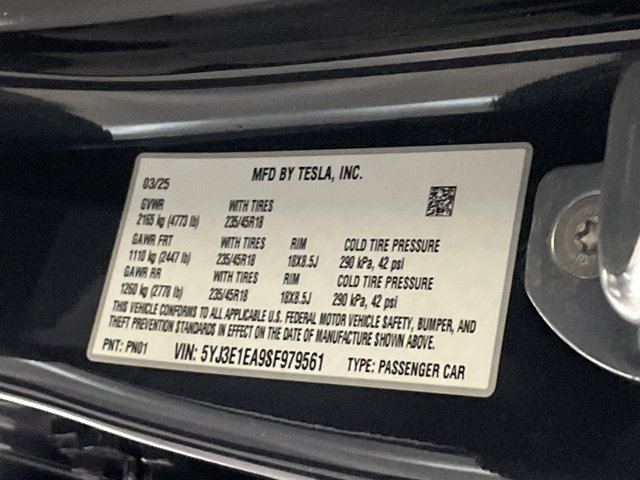 MFD BY TESLA, INC.
03/25
GVWR WITH TIRES
2165 kg (4773 lb) 235/45R18
GAWR FRT WITH TIRES RIM COLD TIRE PRESSURE
1110 kg (2447 lb) 235/45R18 18X8.5J 290 kPa, 42 psi
GAWR RR WITH TIRES RIM COLD TIRE PRESSURE
1260 kg (2778 lb) 235/45R18 18X8.5J 290 kPa, 42 psi
THIS VEHICLE CONFORMS TO ALL APPLICABLE U.S. FEDERAL MOTOR VEHICLE SAFETY, BUMPER, AND
THEFT PREVENTION STANDARDS IN EFFECT ON THE DATE OF MANUFACTURE SHOWN ABOVE.
PNT: PN01 VIN: 5YJ3E1EA9SF979561 TYPE: PASSENGER CAR